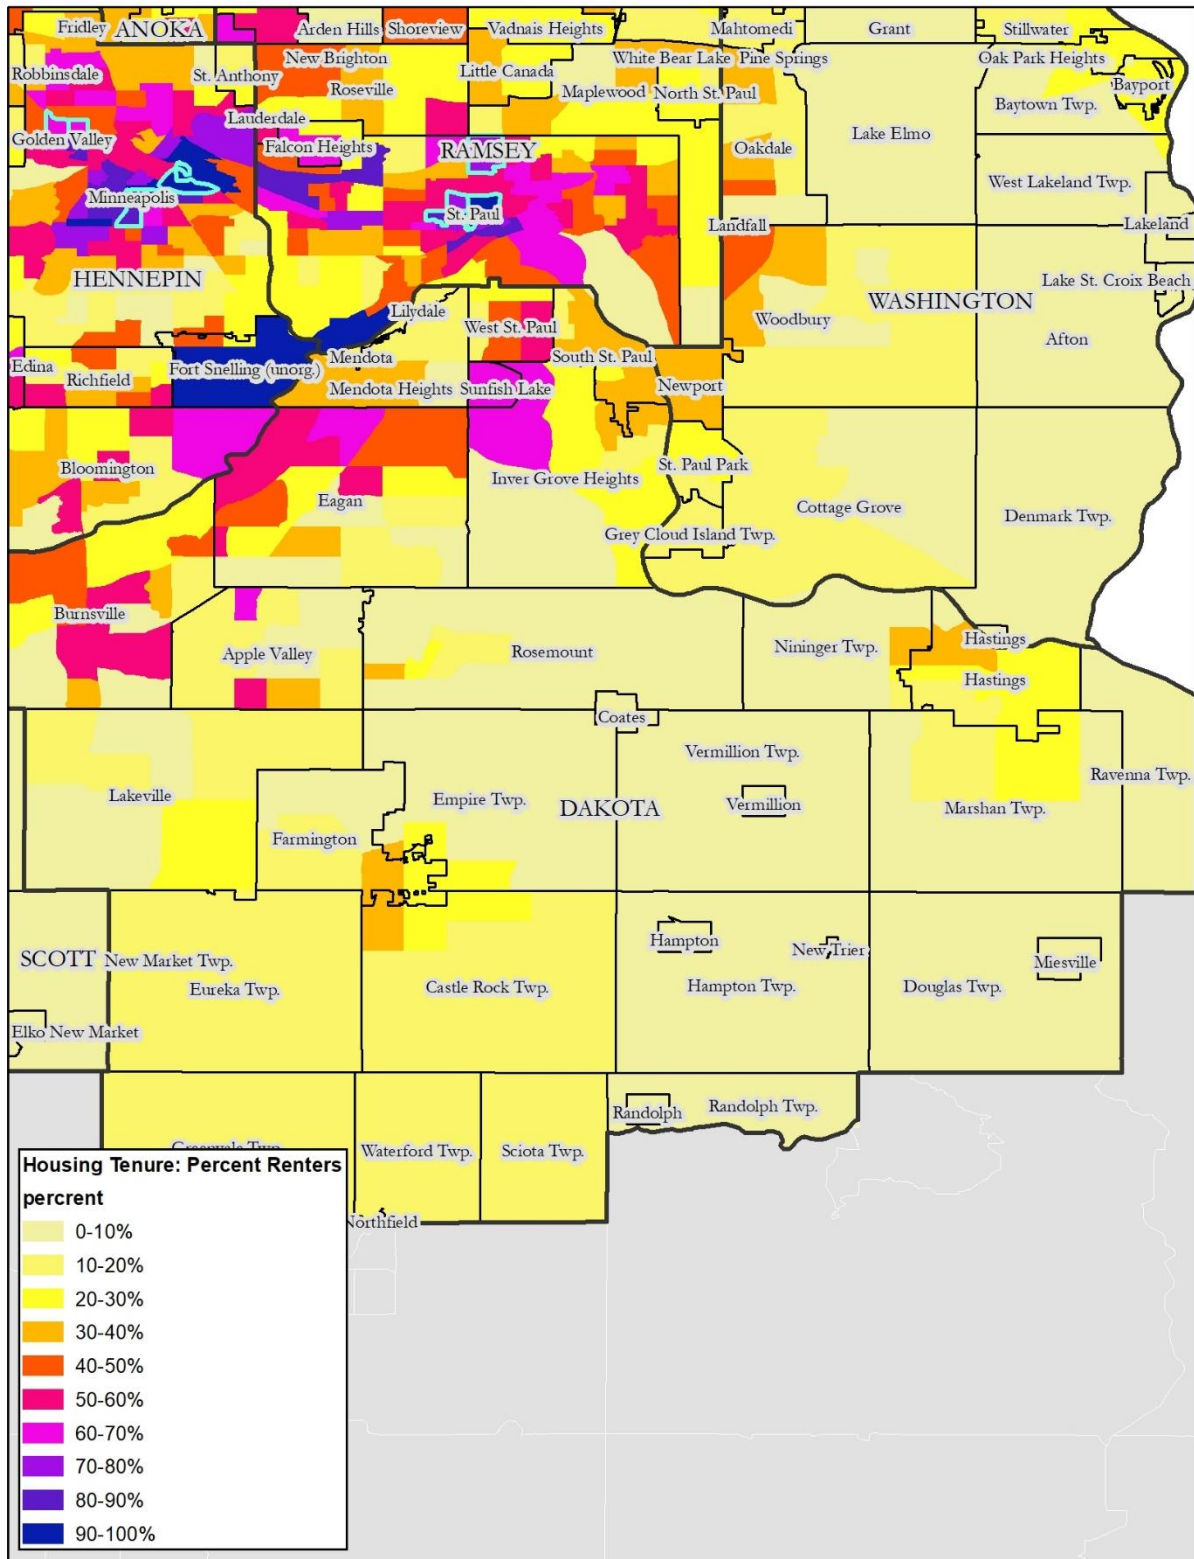 Fridley
ANOKA
Arden Hills
Shoreview
Vadnais Heights
Mahtomedi
Grant
Stillwater
New Brighton
White Bear Lake
Pine Springs
Oak Park Heights
Robbinsdale
St. Anthony
Roseville
Little Canada
Maplewood
North St. Paul
Bayport
Baytown Twp.
Lauderdale
Golden Valley
Falcon Heights
RAMSEY
Oakdale
Lake Elmo
West Lakeland Twp.
Minneapolis
St. Paul
Landfall
Lakeland
HENNEPIN
Lake St. Croix Beach
WASHINGTON
Lilydale
West St. Paul
Woodbury
Afton
Edina
Richfield
Fort Snelling (unorg.)
Mendota
South St. Paul
Mendota Heights
Sunfish Lake
Newport
Bloomington
Eagan
Inver Grove Heights
St. Paul Park
Cottage Grove
Denmark Twp.
Grey Cloud Island Twp.
Burnsville
Apple Valley
Rosemount
Nininger Twp.
Hastings
Hastings
Coates
Vermillion Twp.
Ravenna Twp.
Lakeville
Empire Twp.
DAKOTA
Vermillion
Marshan Twp.
Farmington
SCOTT
New Market Twp.
Hampton
New Trier
Miesville
Eureka Twp.
Castle Rock Twp.
Hampton Twp.
Douglas Twp.
Elko New Market
Randolph
Randolph Twp.
Greenvale Twp.
Waterford Twp.
Sciota Twp.
Northfield
Housing Tenure: Percent Renters
percrent
0-10%
10-20%
20-30%
30-40%
40-50%
50-60%
60-70%
70-80%
80-90%
90-100%